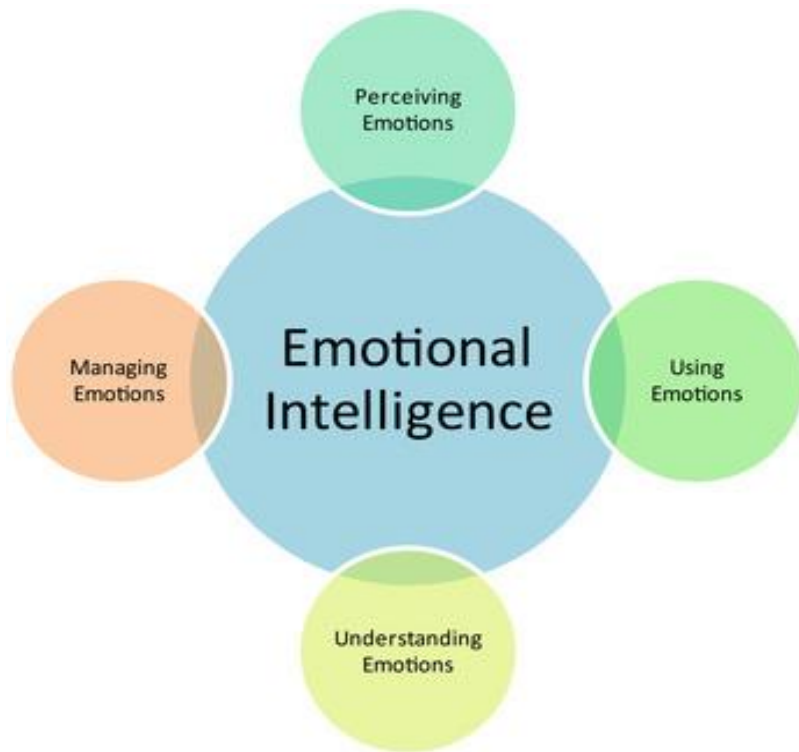 Perceiving
Emotions
Managing
Emotions
Emotional
Intelligence
Using
Emotions
Understanding
Emotions